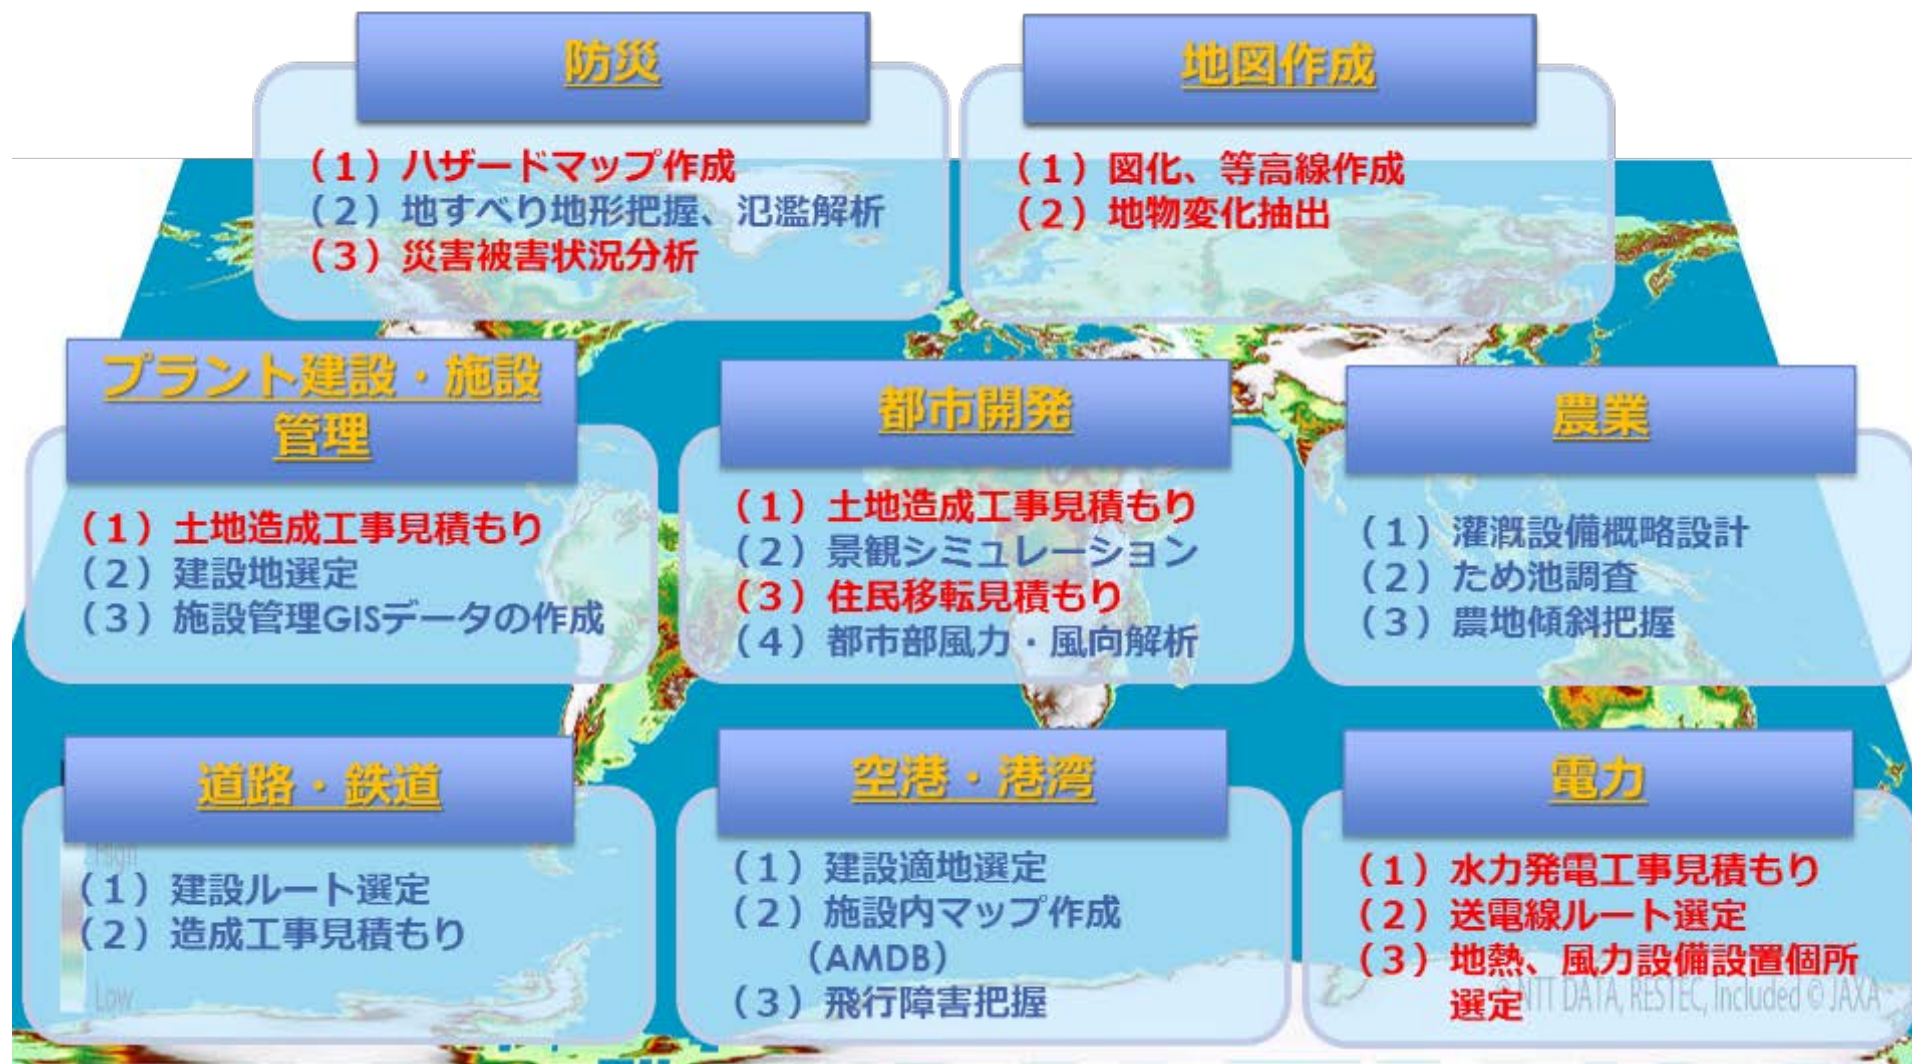 防災
(1)ハザードマップ作成
(2)地すべり地形把握、氾濫解析
(3)災害被害状況分析
地図作成
(1)図化、等高線作成
(2)地物変化抽出
プラント建設・施設
管理
(1)土地造成工事見積もり
(2)建設地選定
(3)施設管理GISデータの作成
都市開発
(1)土地造成工事見積もり
(2)景観シミュレーション
(3)住民移転見積もり
(4)都市部風力・風向解析
農業
(1)灌漑設備概略設計
(2)ため池調査
(3)農地傾斜把握
道路・鉄道
High
(1)建設ルート選定
(2)造成工事見積もり
Low
空港・港湾
(1)建設適地選定
(2)施設内マップ作成
(AMDB)
(3)飛行障害把握
電力
(1)水力発電工事見積もり
(2)送電線ルート選定
(3)地熱、風力設備設置個所
選定
© NTT DATA, RESTEC, Included © JAXA